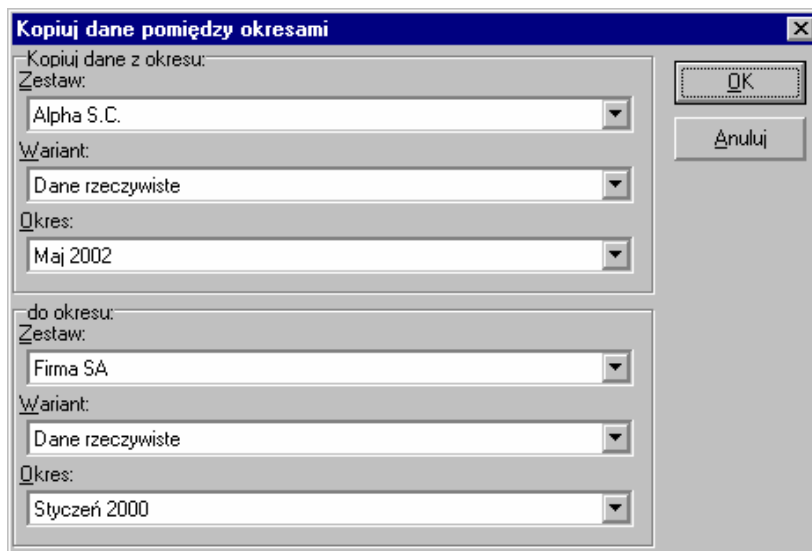 Kopiuj dane pomiędzy okresami
Kopiuj dane z okresu:
Zestaw:
Alpha S.C.
Wariant:
Dane rzeczywiste
Okres:
Maj 2002
OK
Anuluj
do okresu:
Zestaw:
Firma SA
Wariant:
Dane rzeczywiste
Okres:
Styczeń 2000